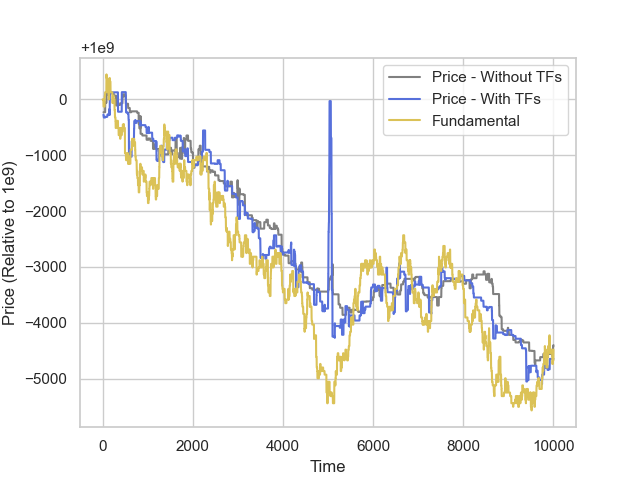 +1e9
Price - Without TFs
Price - With TFs
Fundamental
0
−1000
−2000
−3000
−4000
−5000
Price (Relative to 1e9)
0
2000
4000
6000
8000
10000
Time